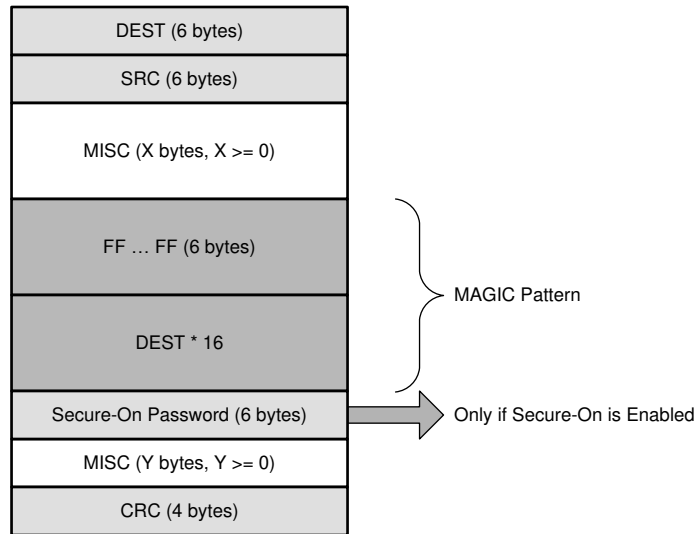 DEST (6 bytes)
SRC (6 bytes)
MISC (X bytes, X >= 0)
FF … FF (6 bytes)
MAGIC Pattern
DEST * 16
Secure-On Password (6 bytes)
Only if Secure-On is Enabled
MISC (Y bytes, Y >= 0)
CRC (4 bytes)